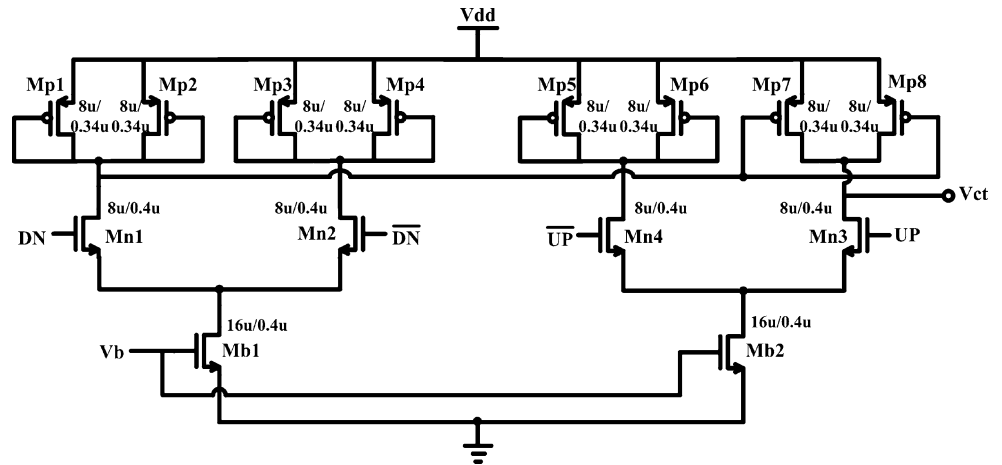 Vdd
Mp1 Mp2 Mp3 Mp4 Mp5 Mp6 Mp7 Mp8
8u/ 8u/ 8u/ 8u/ 8u/ 8u/ 8u/ 8u/
0.34u 0.34u 0.34u 0.34u 0.34u 0.34u 0.34u 0.34u
Vct
8u/0.4u 8u/0.4u 8u/0.4u 8u/0.4u
DN Mn1 Mn2 D̅N̅ U̅P̅ Mn4 Mn3 UP
16u/0.4u 16u/0.4u
Vb Mb1 Mb2